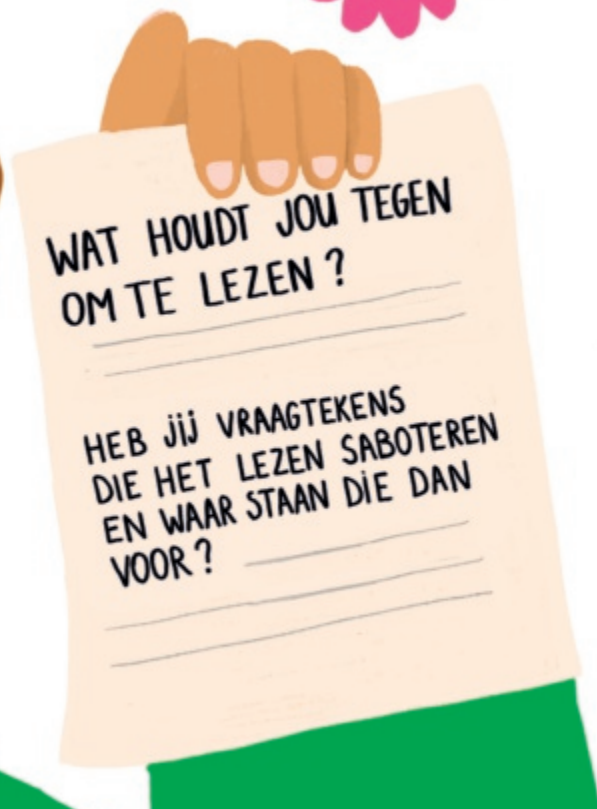 WAT HOUDT JOU TEGEN
OM TE LEZEN?
HEB JIJ VRAAGTEKENS
DIE HET LEZEN SABOTEREN
EN WAAR STAAN DIE DAN
VOOR?